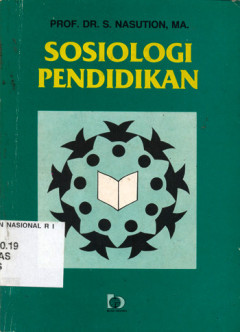 PROF. DR. S. NASUTION, MA.
SOSIOLOGI
PENDIDIKAN
N NASIONAL R I
0.19
AS